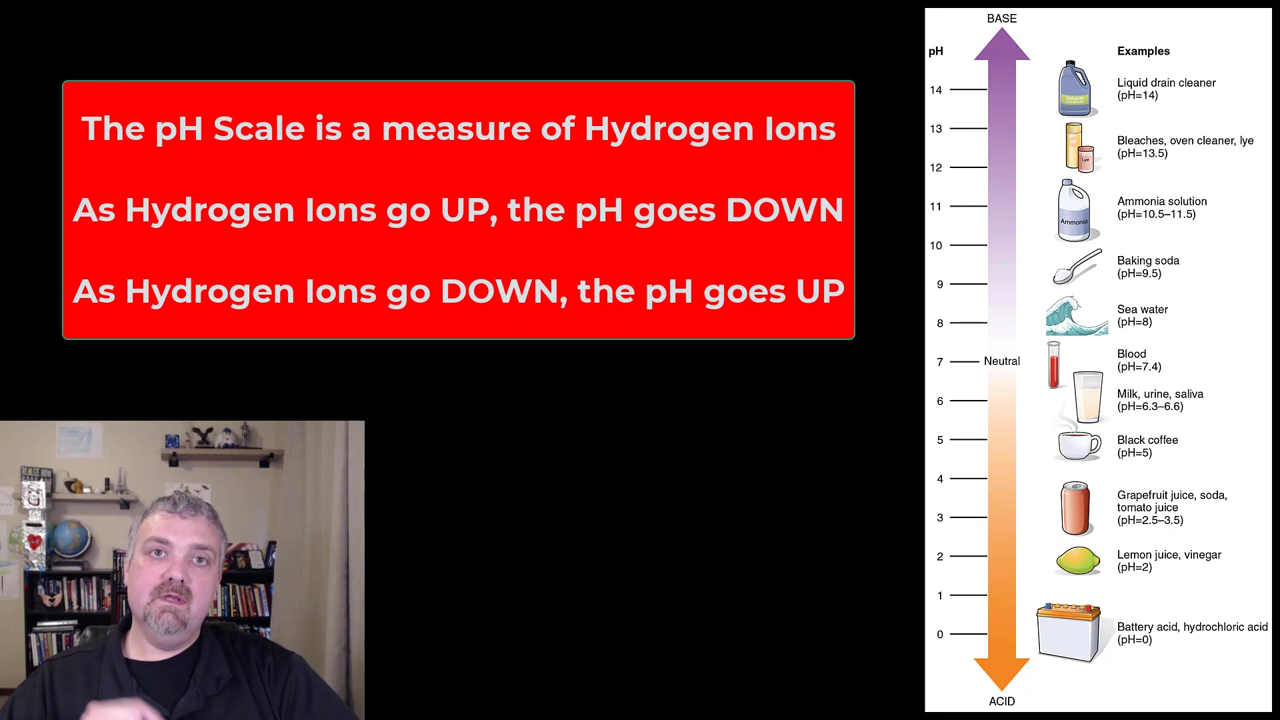 The pH Scale is a measure of Hydrogen Ions
As Hydrogen Ions go UP, the pH goes DOWN
As Hydrogen Ions go DOWN, the pH goes UP
BASE
pH
Examples
14
Liquid drain cleaner
(pH=14)
DRAIN
CLEANER
13
Bleaches, oven cleaner, lye
(pH=13.5)
Lye
12
11
Ammonia solution
(pH=10.5–11.5)
Ammonia
10
Baking soda
(pH=9.5)
9
8
Sea water
(pH=8)
7
Neutral
Blood
(pH=7.4)
6
Milk, urine, saliva
(pH=6.3–6.6)
5
Black coffee
(pH=5)
4
3
Grapefruit juice, soda,
tomato juice
(pH=2.5–3.5)
2
Lemon juice, vinegar
(pH=2)
1
0
Battery acid, hydrochloric acid
(pH=0)
ACID